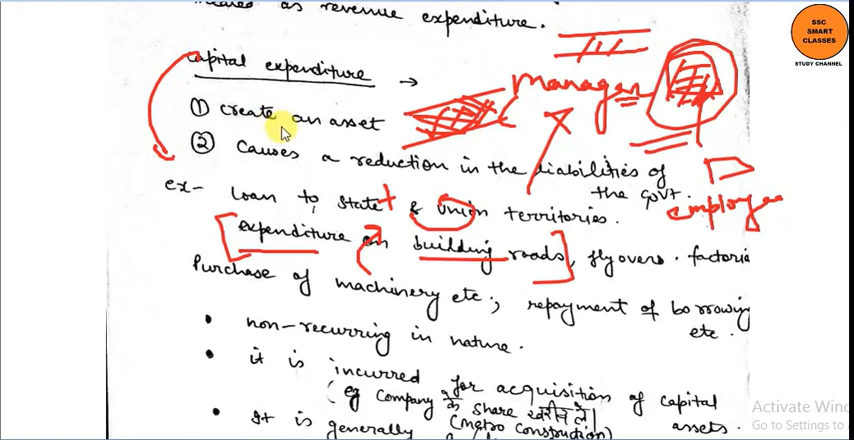 as revenue expenditure.
SSC
SMART
CLASSES
STUDY CHANNEL
Capital expenditure →
Manager
① Create an asset
② Causes a reduction in the liabilities of
the govt.
employee
ex- Loan to state & union territories.
expenditure on building roads, flyovers. factorie
Purchase of machinery etc., repayment of borrowing
etc.
• non-recurring in nature.
• it is incurred for acquisition of capital
(eg company के share खरीद ले। assets.
• It is generally (metro construction)
Activate Wind
Go to Settings to a